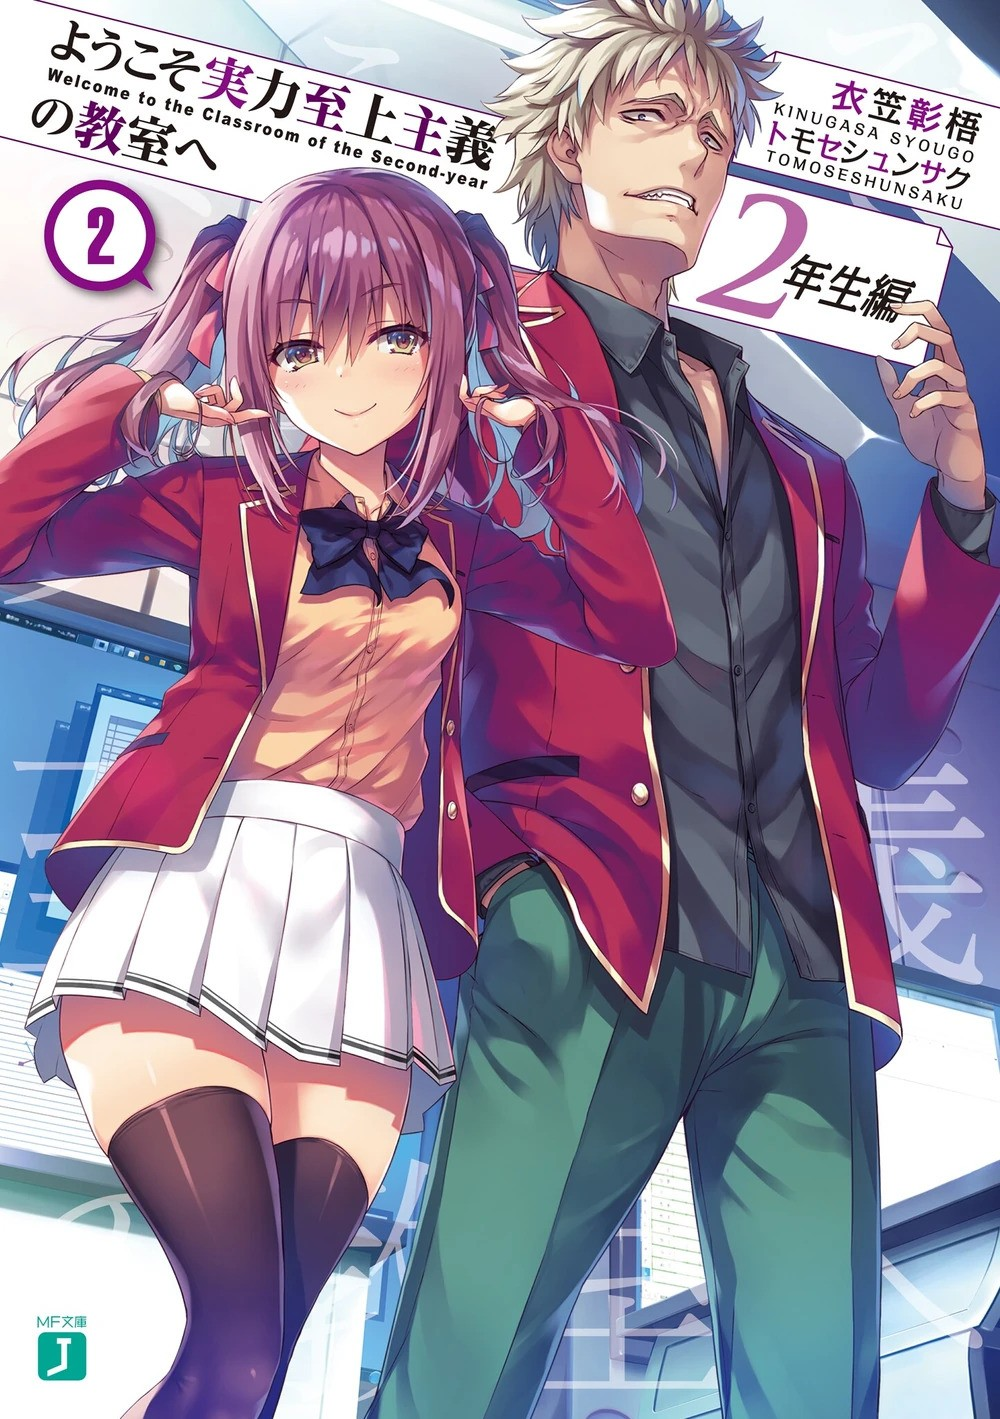 ようこそ実力至上主義
Welcome to the Classroom of the Second-year
の教室へ
2
衣笠彰梧
KINUGASA SYOUGO
トモセシュンサク
TOMOSESHUNSAKU
2年生編
MF文庫
J